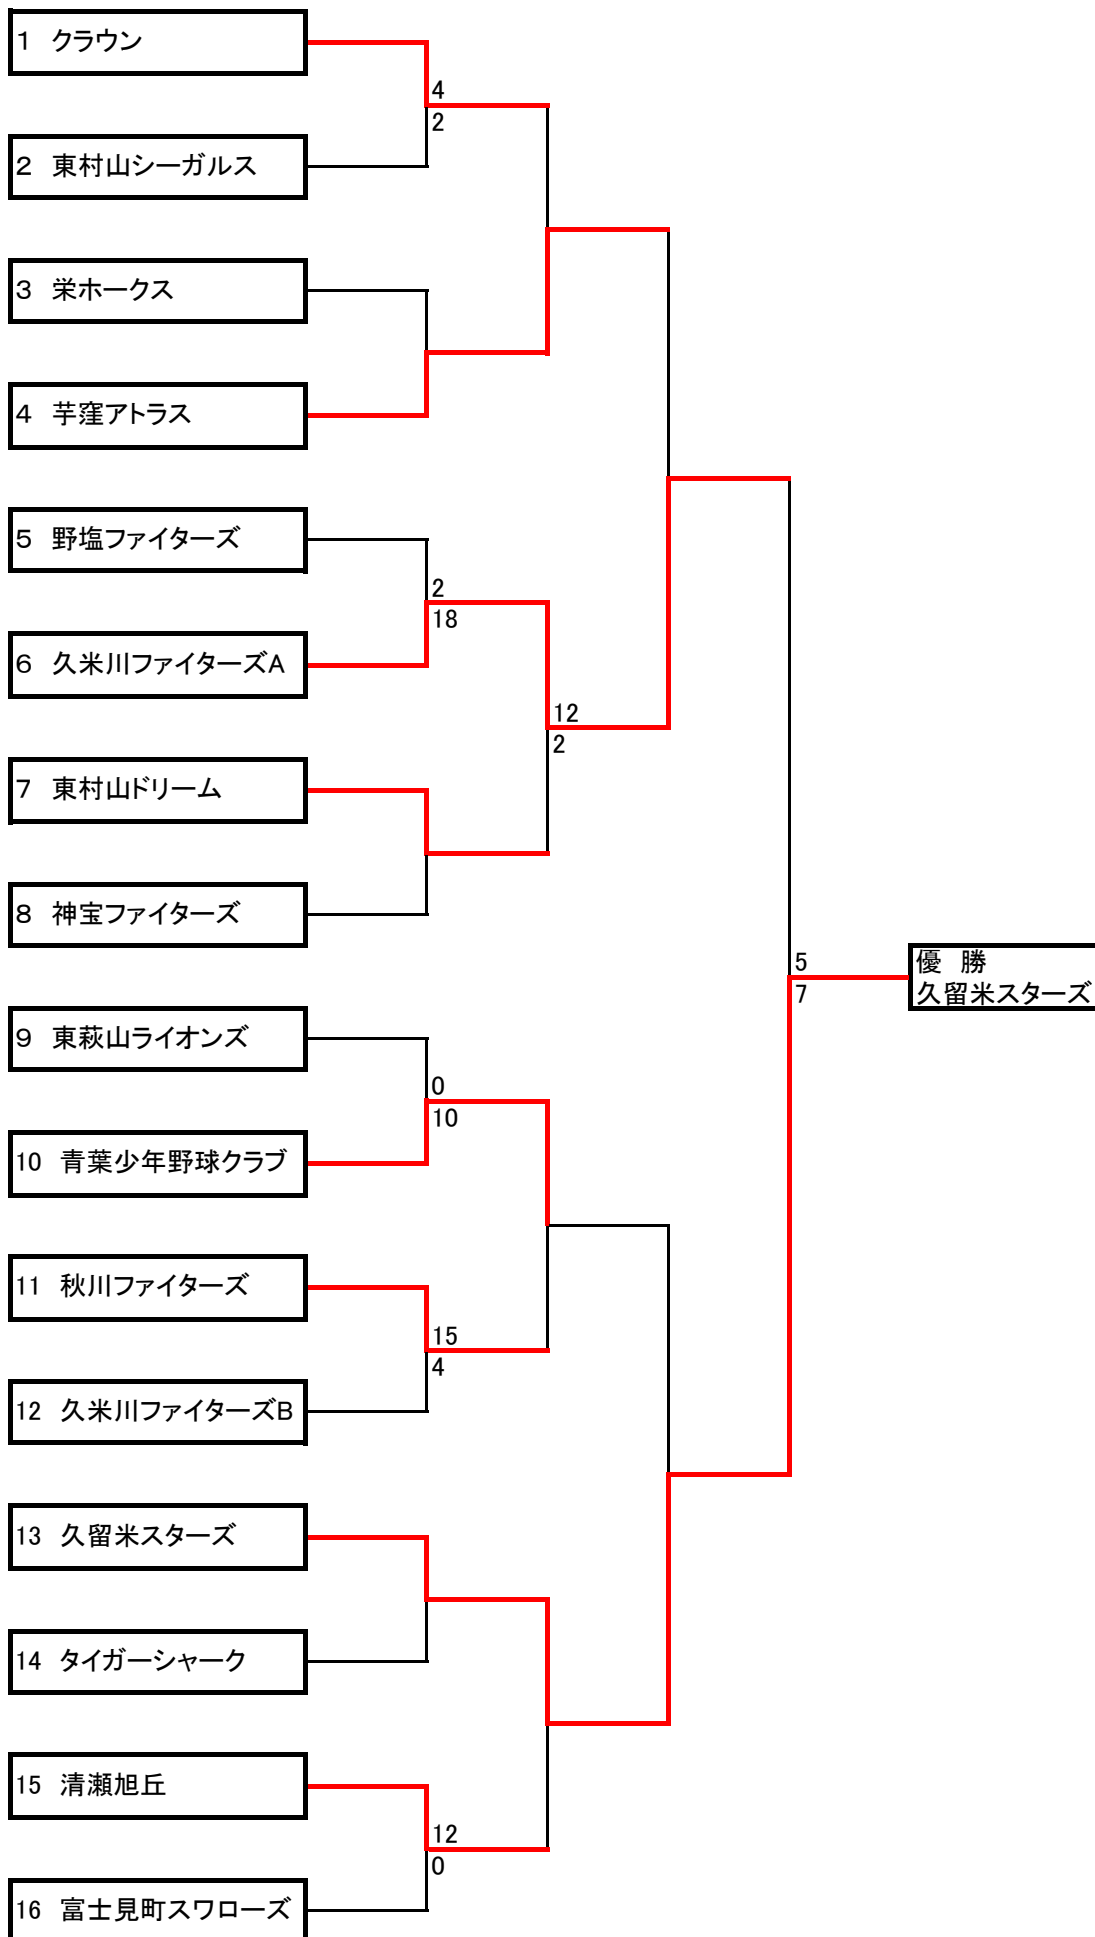 1 クラウン
4
2
2 東村山シーガルス
3 栄ホークス
4 芋窪アトラス
5 野塩ファイターズ
2
18
6 久米川ファイターズA
12
2
7 東村山ドリーム
8 神宝ファイターズ
5
7
優 勝
久留米スターズ
9 東萩山ライオンズ
0
10
10 青葉少年野球クラブ
11 秋川ファイターズ
15
4
12 久米川ファイターズB
13 久留米スターズ
14 タイガーシャーク
15 清瀬旭丘
12
0
16 富士見町スワローズ